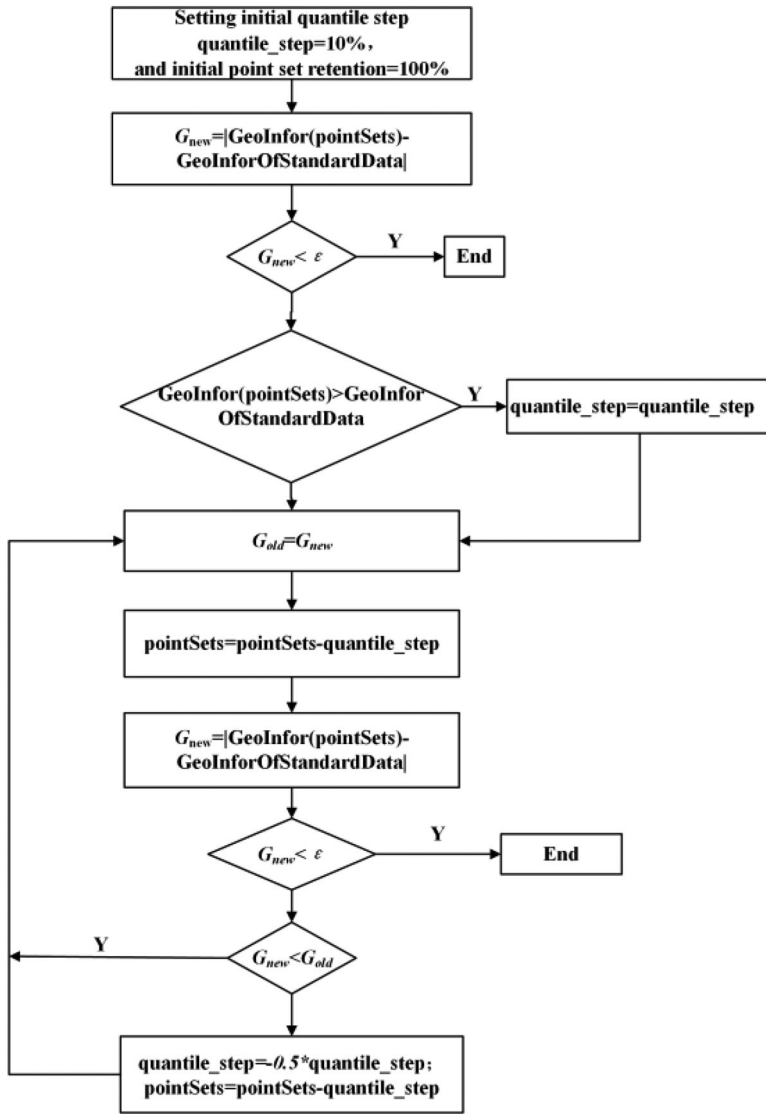 Setting initial quantile step
quantile_step=10%，
and initial point set retention=100%
Gnew=|GeoInfor(pointSets)-
GeoInforOfStandardData|
Gnew< ε
Y
End
GeoInfor(pointSets)>GeoInfor
OfStandardData
Y
quantile_step=quantile_step
Gold=Gnew
pointSets=pointSets-quantile_step
Gnew=|GeoInfor(pointSets)-
GeoInforOfStandardData|
Gnew< ε
Y
End
Gnew<Gold
Y
quantile_step=-0.5*quantile_step；
pointSets=pointSets-quantile_step